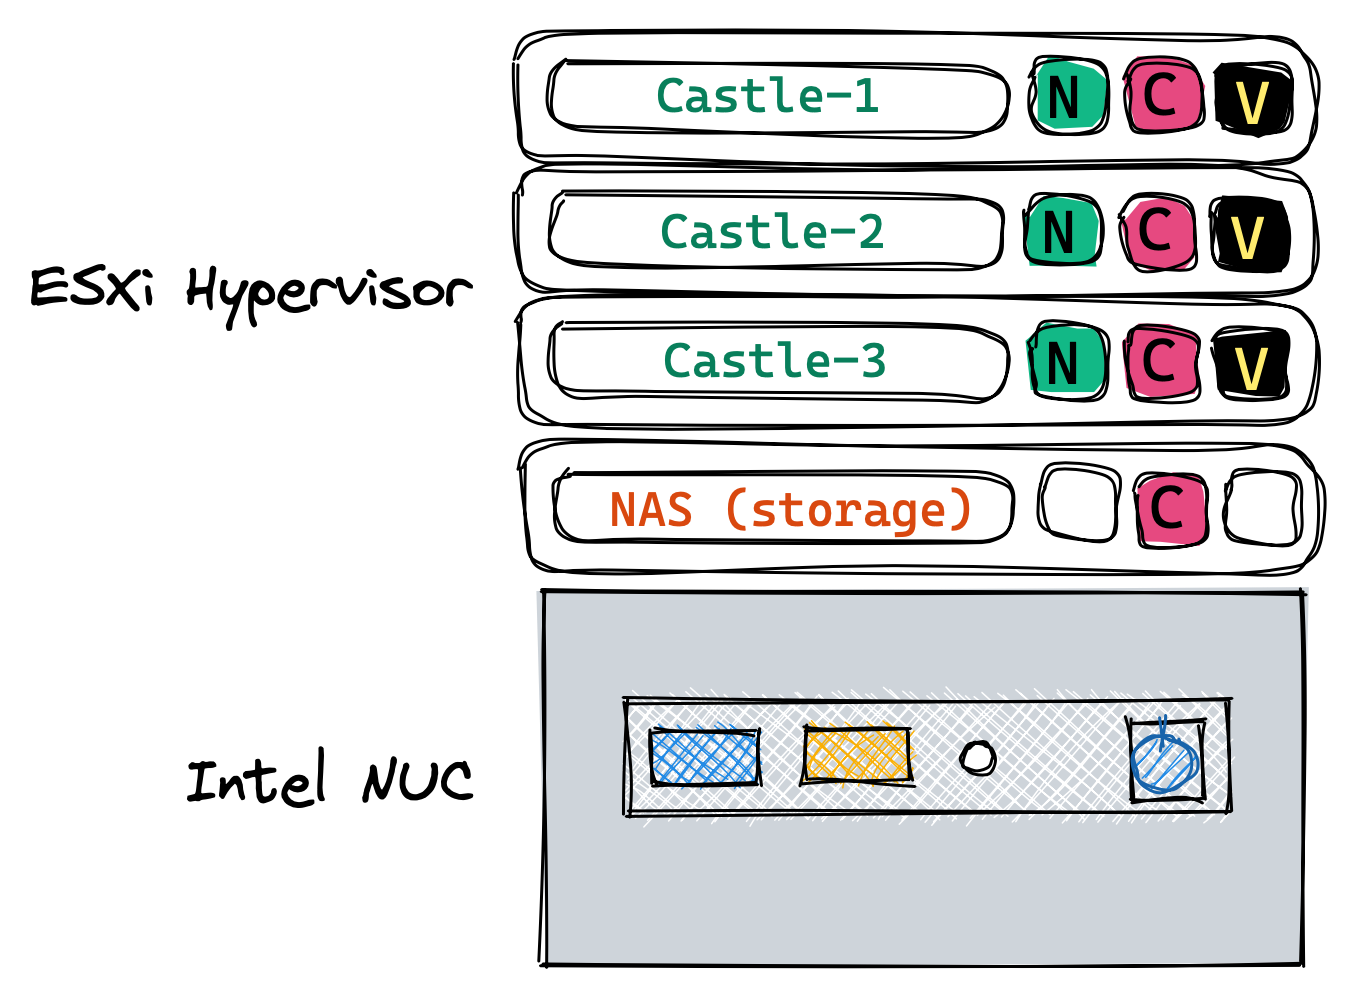 Castle-1 N C V
Castle-2 N C V
ESXi Hypervisor
Castle-3 N C V
NAS (storage) C
Intel NUC